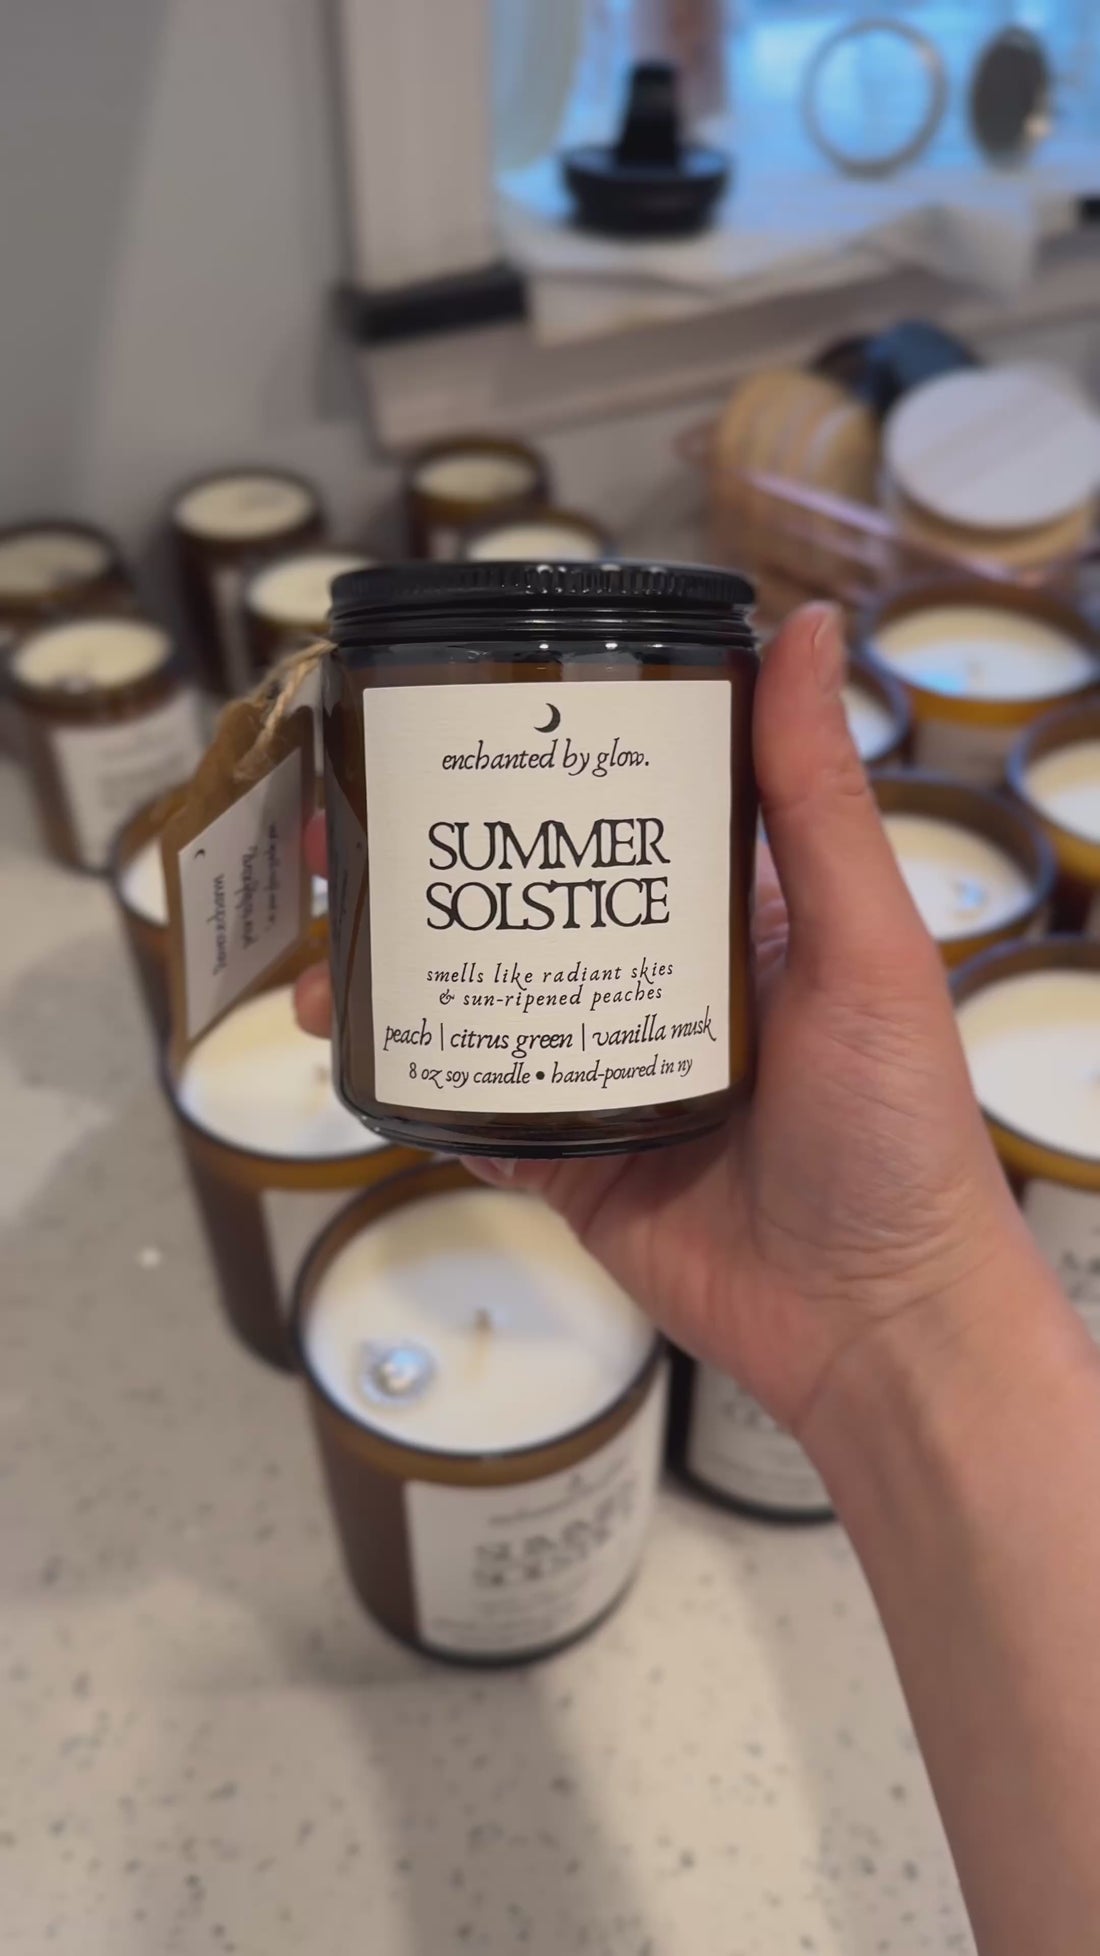 enchanted by glow.
SUMMER
SOLSTICE
smells like radiant skies
& sun-ripened peaches
peach | citrus green | vanilla musk
8 oz soy candle • hand-poured in ny